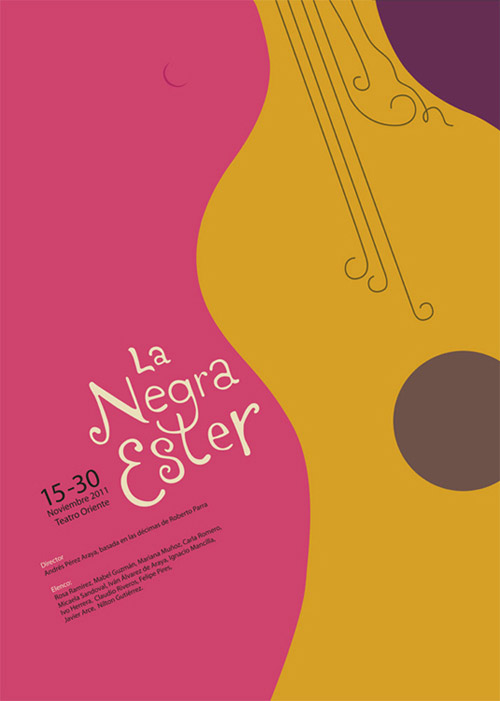 La
Negra
Ester
15-30
Noviembre 2011
Teatro Oriente
Director
Andrés Pérez Araya, basada en las décimas de Roberto Parra
Elenco:
Rosa Ramírez, Mabel Guzmán, Mariana Muñoz, Carla Romero,
Micaela Sandoval, Iván Álvarez de Araya, Ignacio Mancilla,
Ivo Herrera, Claudio Riveros, Felipe Pires,
Javier Arce, Nilton Gutiérrez.